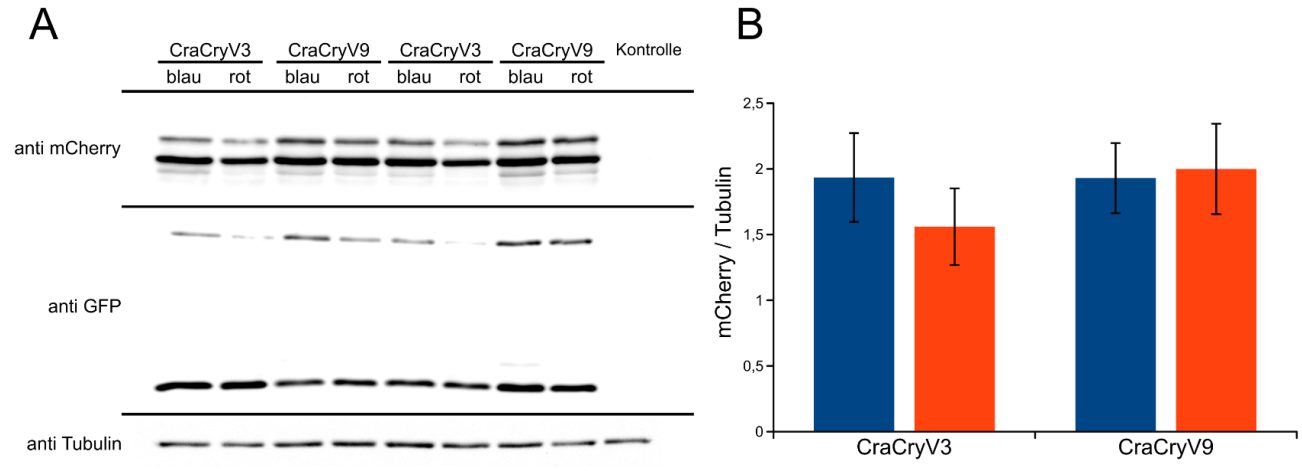 A
CraCryV3 CraCryV9 CraCryV3 CraCryV9 Kontrolle
blau rot blau rot blau rot blau rot
anti mCherry
anti GFP
anti Tubulin
B
mCherry / Tubulin
2,5
2
1,5
1
0,5
0
CraCryV3 CraCryV9